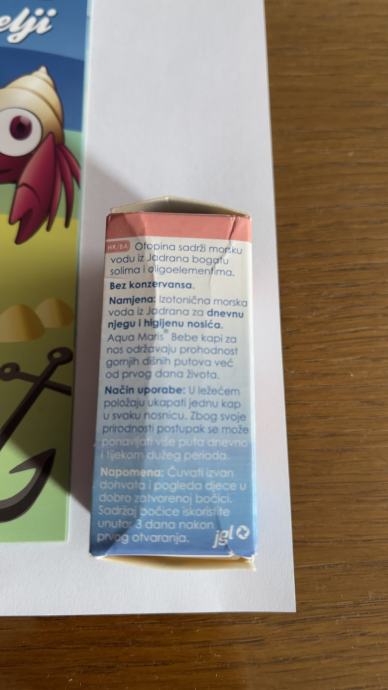 elji
HR/BA Otopina sadrži morsku
vodu iz Jadrana bogatu
solima i oligoelementima.
Bez konzervansa.
Namjena: Izotonična morska
voda iz Jadrana za dnevnu
njegu i higijenu nosića.
Aqua Maris® Bebe kapi za
nos održavaju prohodnost
gornjih dišnih putova već
od prvog dana života.
Način uporabe: U ležećem
položaju ukapati jednu kap
u svaku nosnicu. Zbog svoje
prirodnosti postupak se može
ponavljati više puta dnevno
i tijekom dužeg perioda.
Napomena: Čuvati izvan
dohvata i pogleda djece u
dobro zatvorenoj bočici.
Sadržaj bočice iskoristite
unutar 3 dana nakon
prvog otvaranja.
jgl